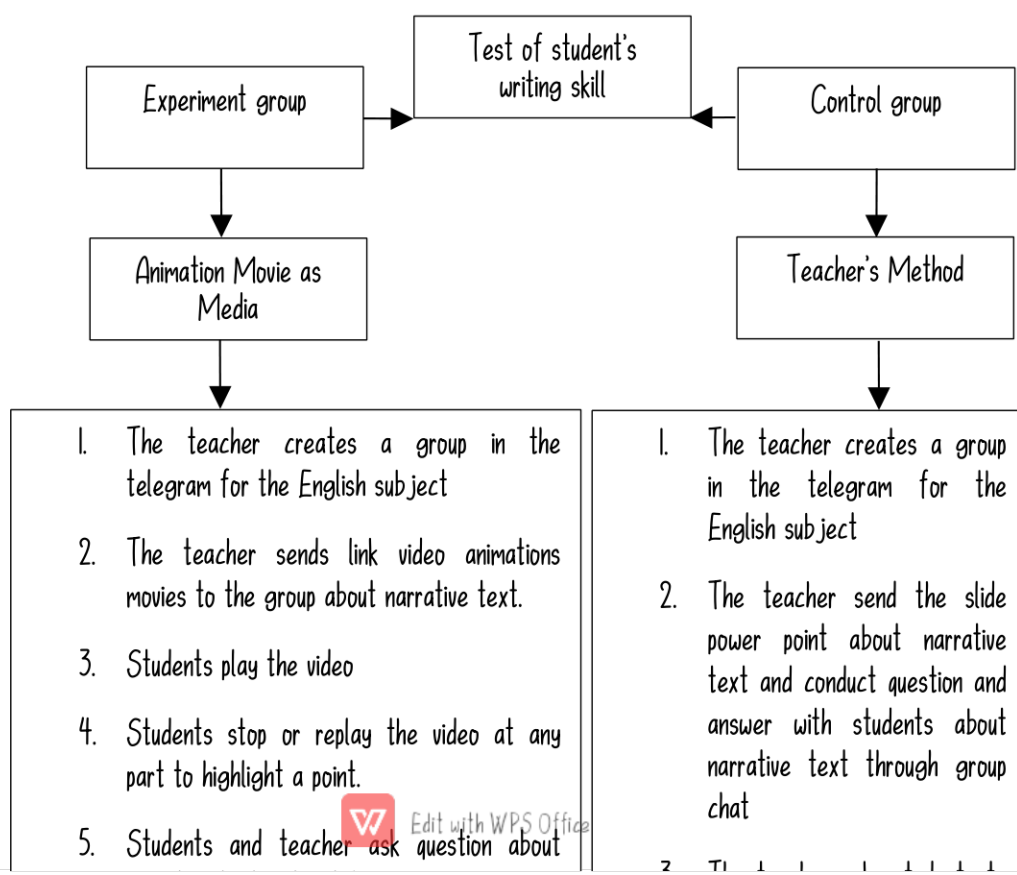 Test of student's
writing skill
Experiment group
Control group
Animation Movie as
Media
Teacher's Method
1. The teacher creates a group in the
telegram for the English subject
2. The teacher sends link video animations
movies to the group about narrative text.
3. Students play the video
4. Students stop or replay the video at any
part to highlight a point.
5. Students and teacher ask question about
1. The teacher creates a group
in the telegram for the
English subject
2. The teacher send the slide
power point about narrative
text and conduct question and
answer with students about
narrative text through group
chat
Edit with WPS Office